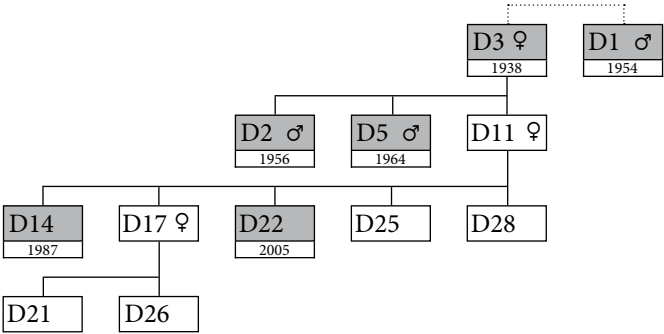 D3 ♀ D1 ♂
1938 1954
D2 ♂ D5 ♂ D11 ♀
1956 1964
D14 D17 ♀ D22 D25 D28
1987 2005
D21 D26